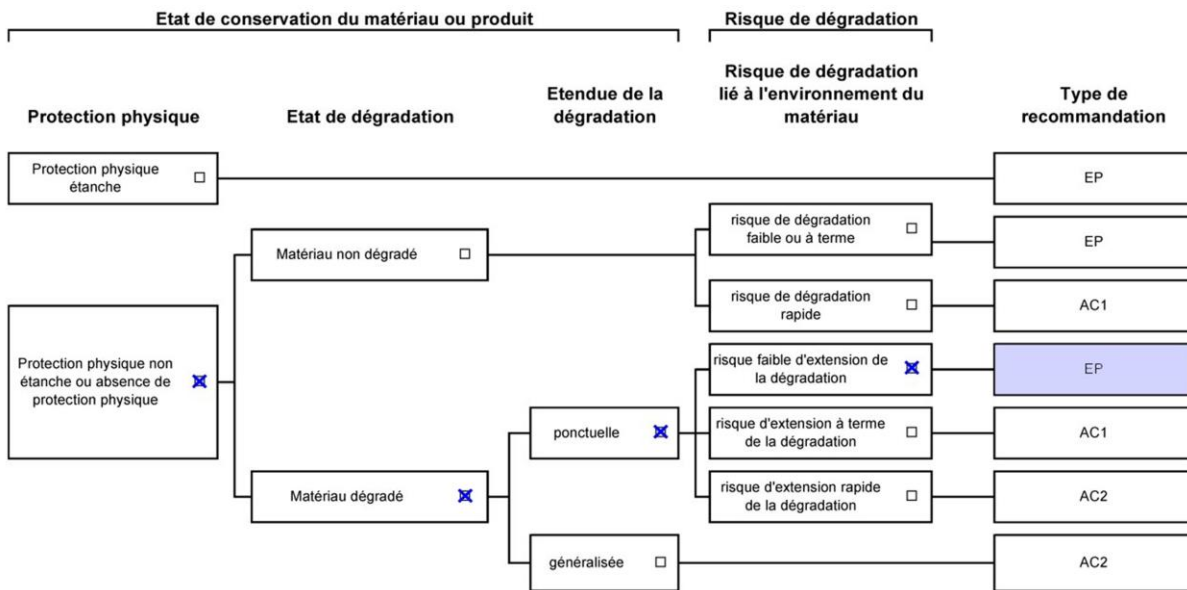 Etat de conservation du matériau ou produit
Risque de dégradation
Protection physique
Etat de dégradation
Etendue de la
dégradation
Risque de dégradation
lié à l'environnement du
matériau
Type de
recommandation
Protection physique
étanche
EP
risque de dégradation
faible ou à terme
EP
Matériau non dégradé
risque de dégradation
rapide
AC1
Protection physique non
étanche ou absence de
protection physique
risque faible d'extension de
la dégradation
EP
ponctuelle
risque d'extension à terme
de la dégradation
AC1
Matériau dégradé
risque d'extension rapide
de la dégradation
AC2
généralisée
AC2